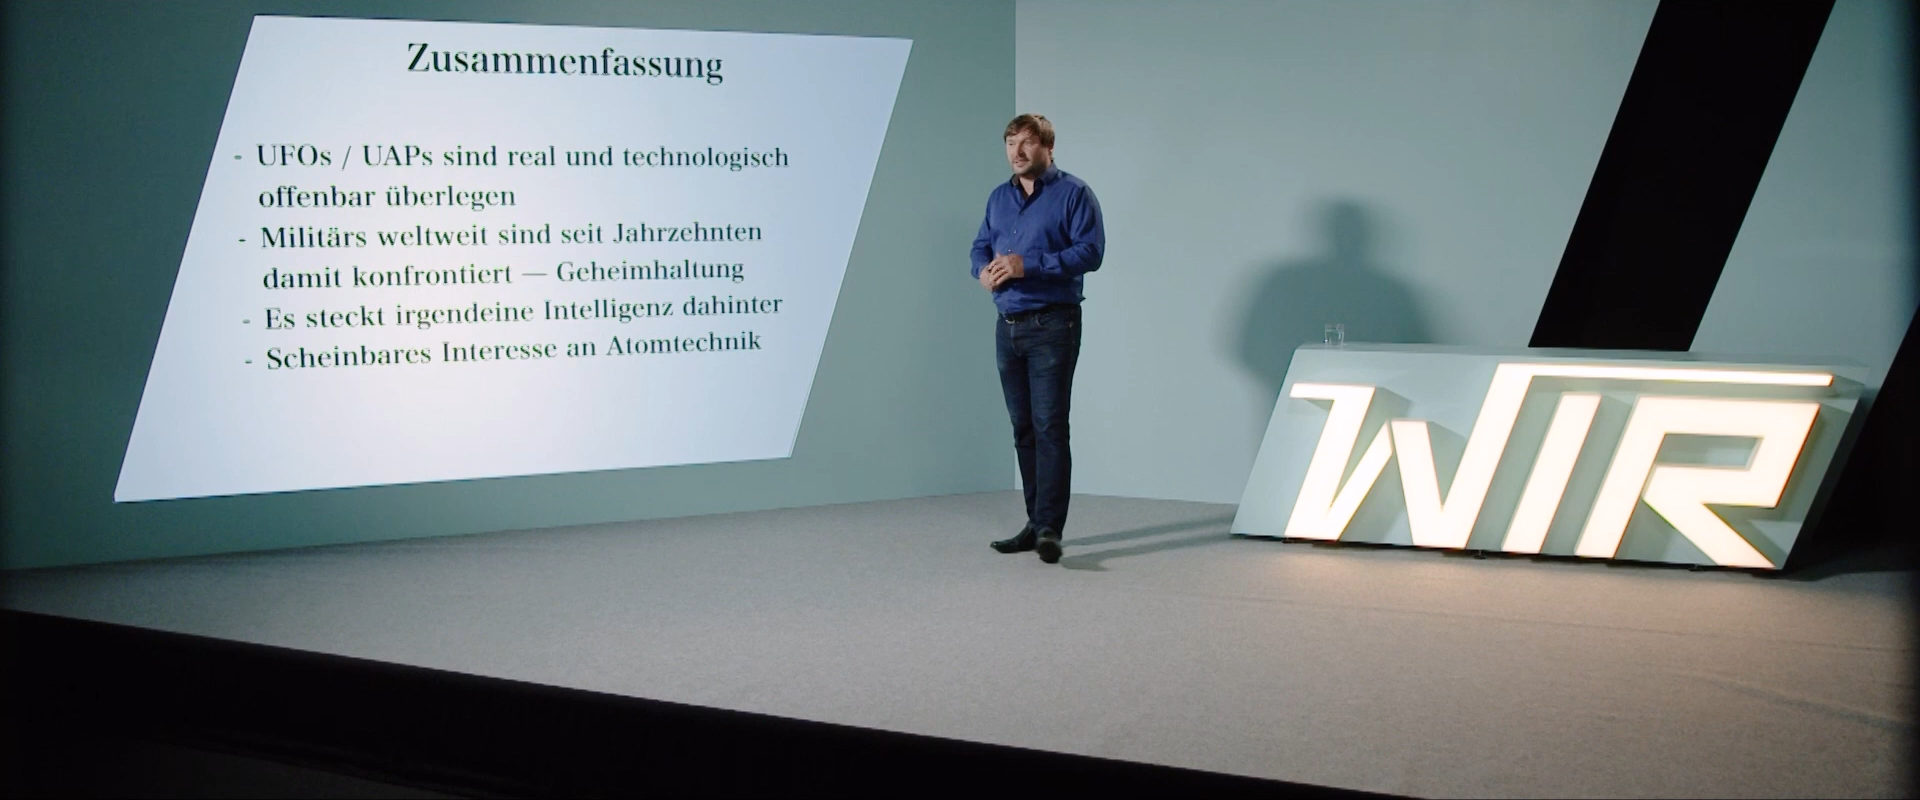 Zusammenfassung
- UFOs / UAPs sind real und technologisch
offenbar überlegen
- Militärs weltweit sind seit Jahrzehnten
damit konfrontiert — Geheimhaltung
- Es steckt irgendeine Intelligenz dahinter
- Scheinbares Interesse an Atomtechnik
WIR